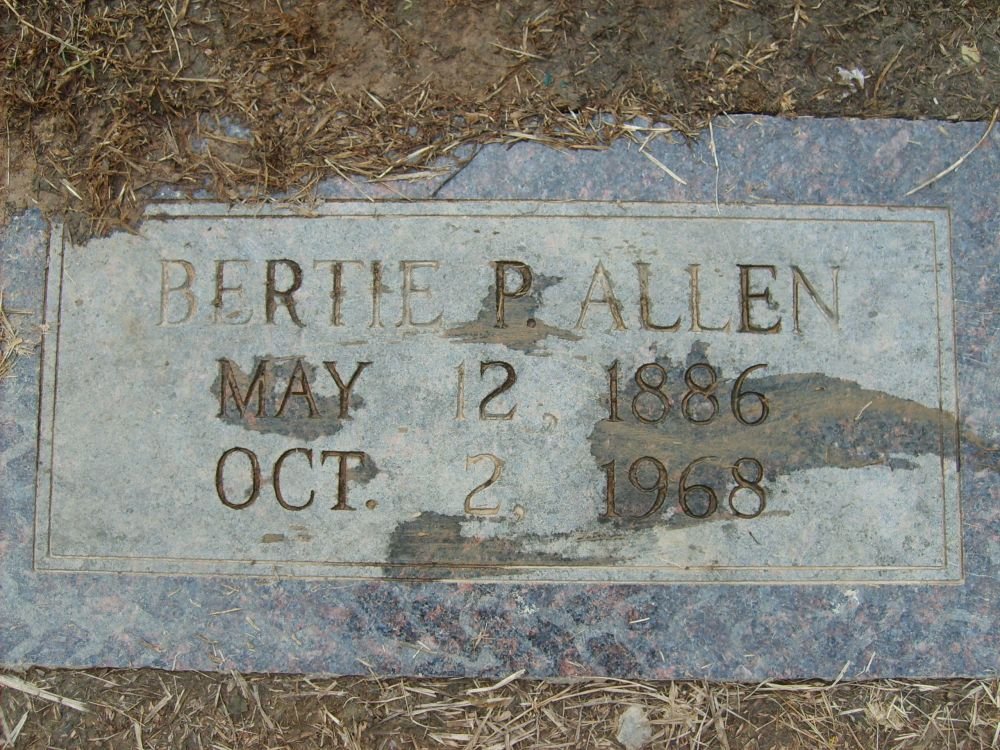 BERTIE P. ALLEN
MAY 12, 1886
OCT. 2, 1968